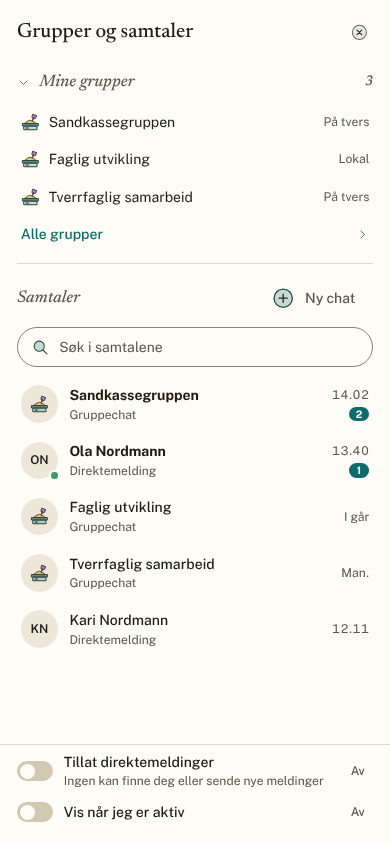 Grupper og samtaler
Mine grupper 3
Sandkassegruppen På tvers
Faglig utvikling Lokal
Tverrfaglig samarbeid På tvers
Alle grupper
Samtaler Ny chat
Søk i samtalene
Sandkassegruppen 14.02
Gruppechat 2
Ola Nordmann 13.40
ON
Direktemelding 1
Faglig utvikling
Gruppechat I går
Tverrfaglig samarbeid
Gruppechat Man.
Kari Nordmann
KN 12.11
Direktemelding
Tillat direktemeldinger
Ingen kan finne deg eller sende nye meldinger Av
Vis når jeg er aktiv Av